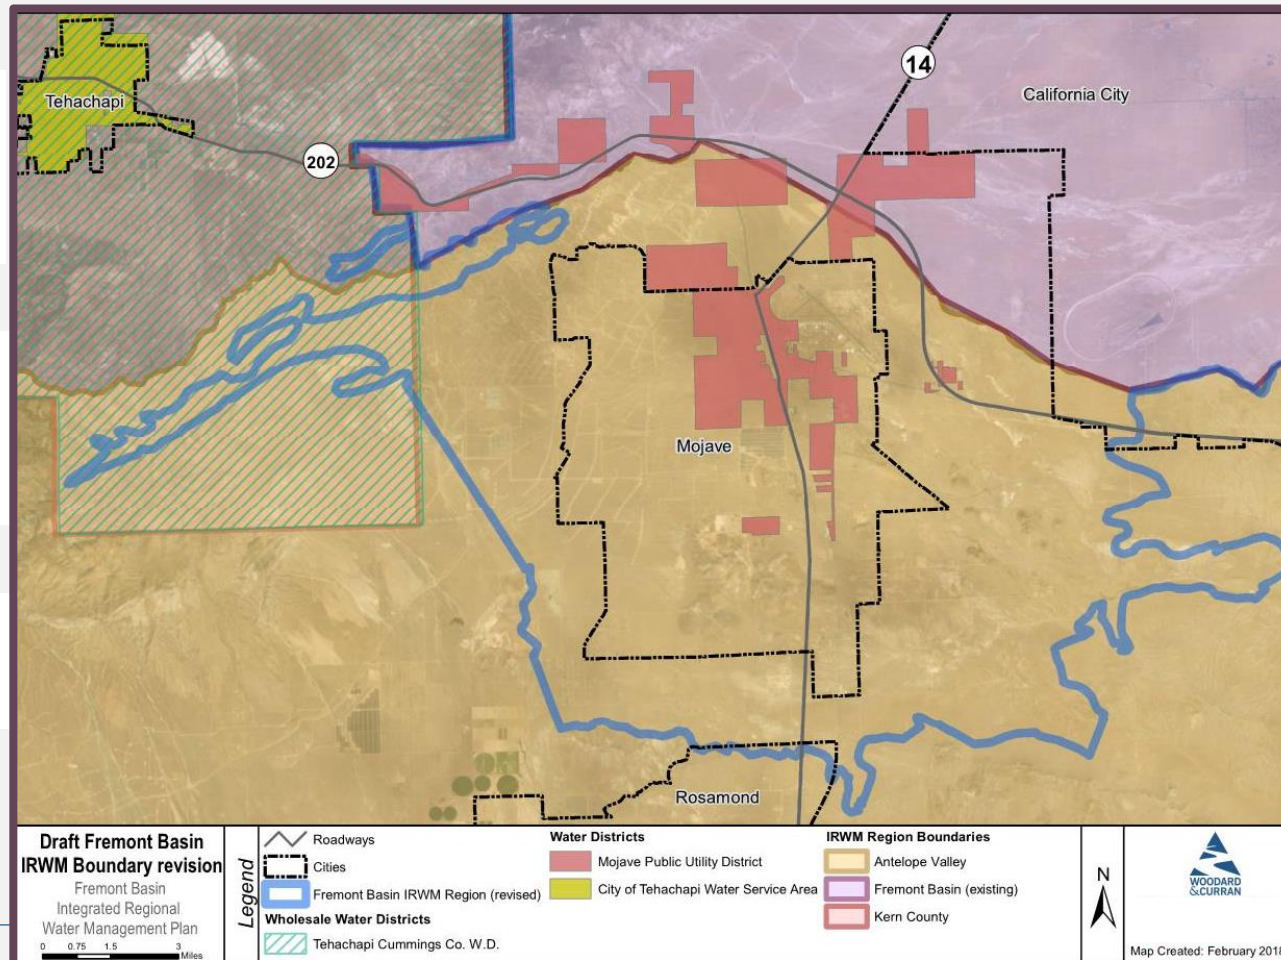 14
California City
Tehachapi
202
Mojave
Rosamond
Draft Fremont Basin
IRWM Boundary revision
Fremont Basin
Integrated Regional
Water Management Plan
0 0.75 1.5 3
Miles
Legend
Roadways
Cities
Fremont Basin IRWM Region (revised)
Wholesale Water Districts
Tehachapi Cummings Co. W.D.
Water Districts
Mojave Public Utility District
City of Tehachapi Water Service Area
IRWM Region Boundaries
Antelope Valley
Fremont Basin (existing)
Kern County
N
WOODARD
&CURRAN
Map Created: February 2018